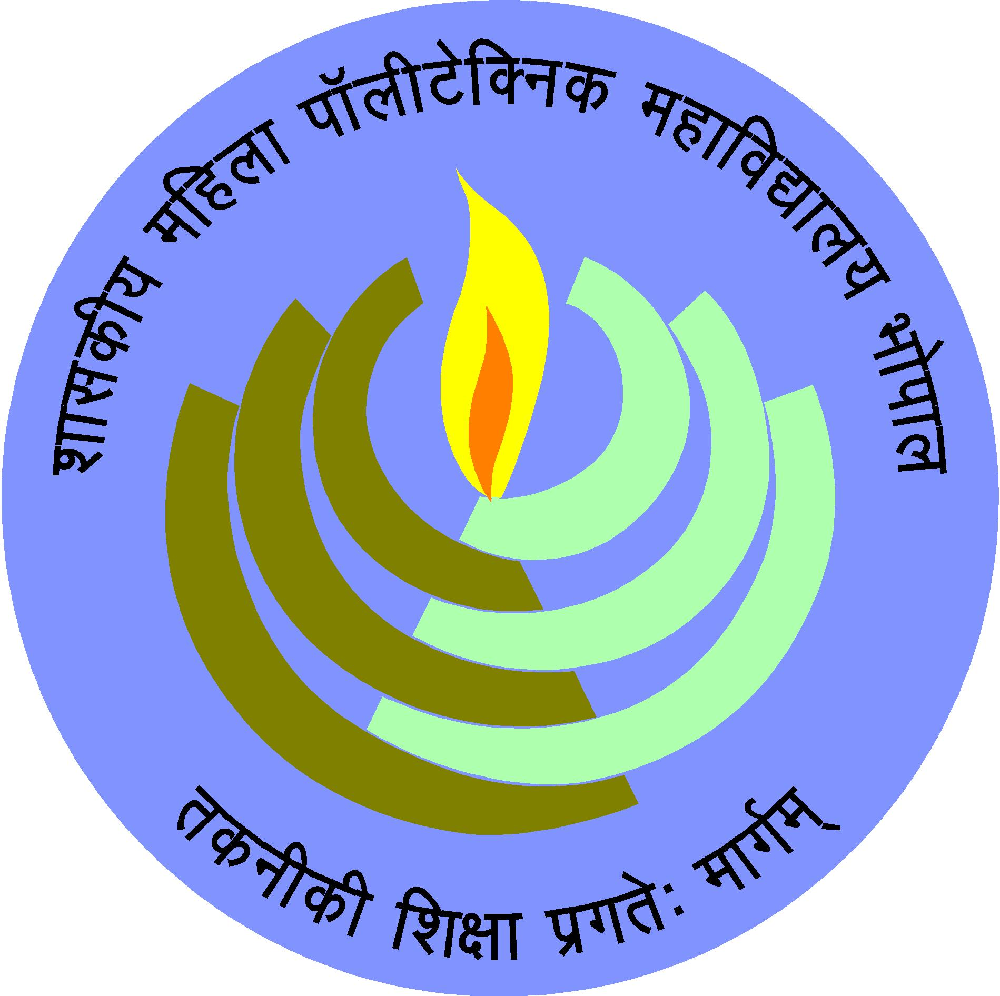 शासकीय महिला पॉलीटेक्निक महाविद्यालय भोपाल
तकनीकी शिक्षा प्रगतेः मार्गम्